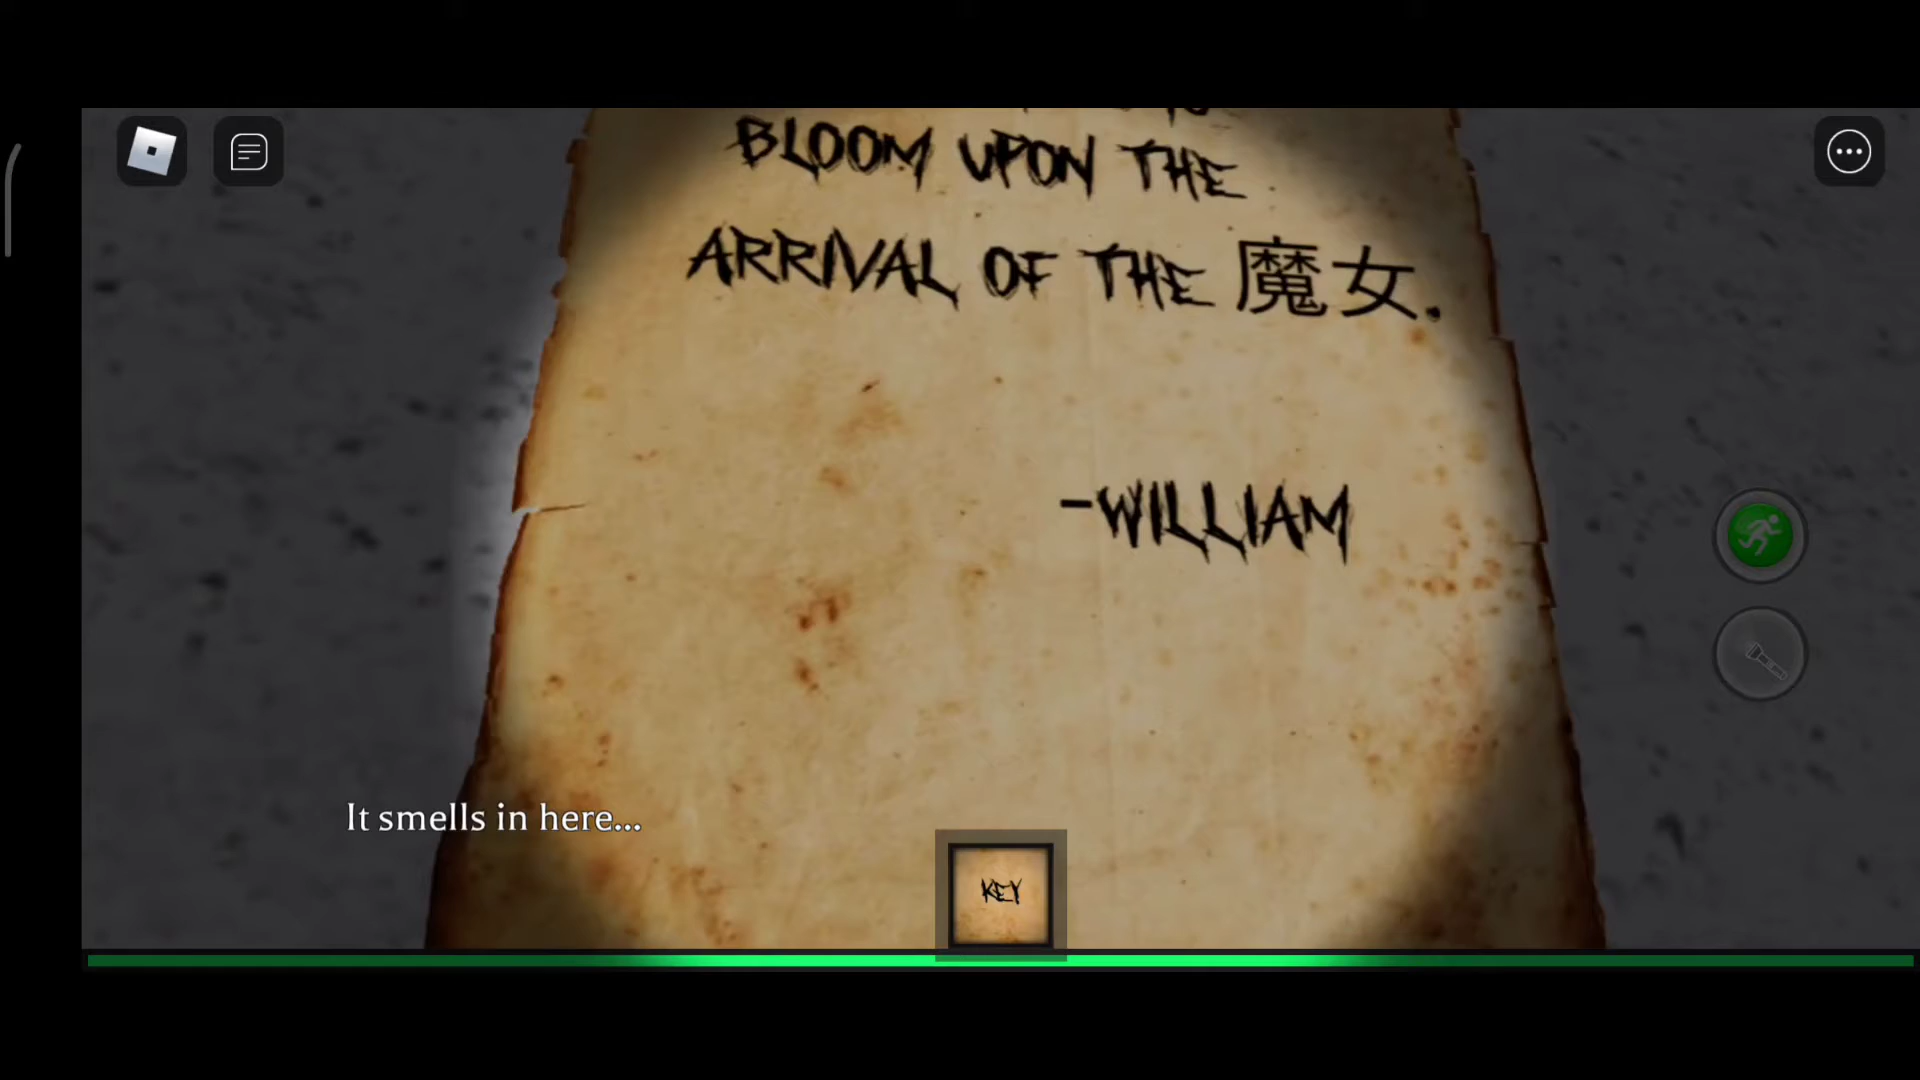 BLOOM UPON THE
ARRIVAL OF THE 魔女.
-WILLIAM
It smells in here...
KEY